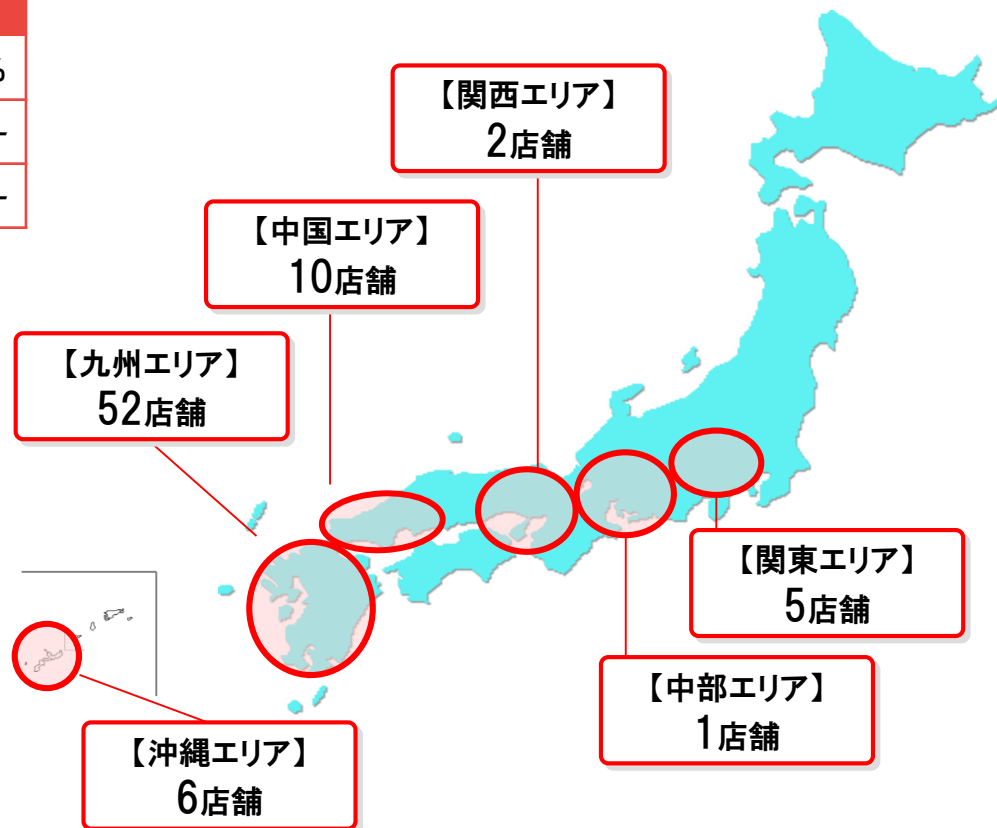 %
-
-
【関西エリア】
2店舗
【中国エリア】
10店舗
【九州エリア】
52店舗
【関東エリア】
5店舗
【中部エリア】
1店舗
【沖縄エリア】
6店舗